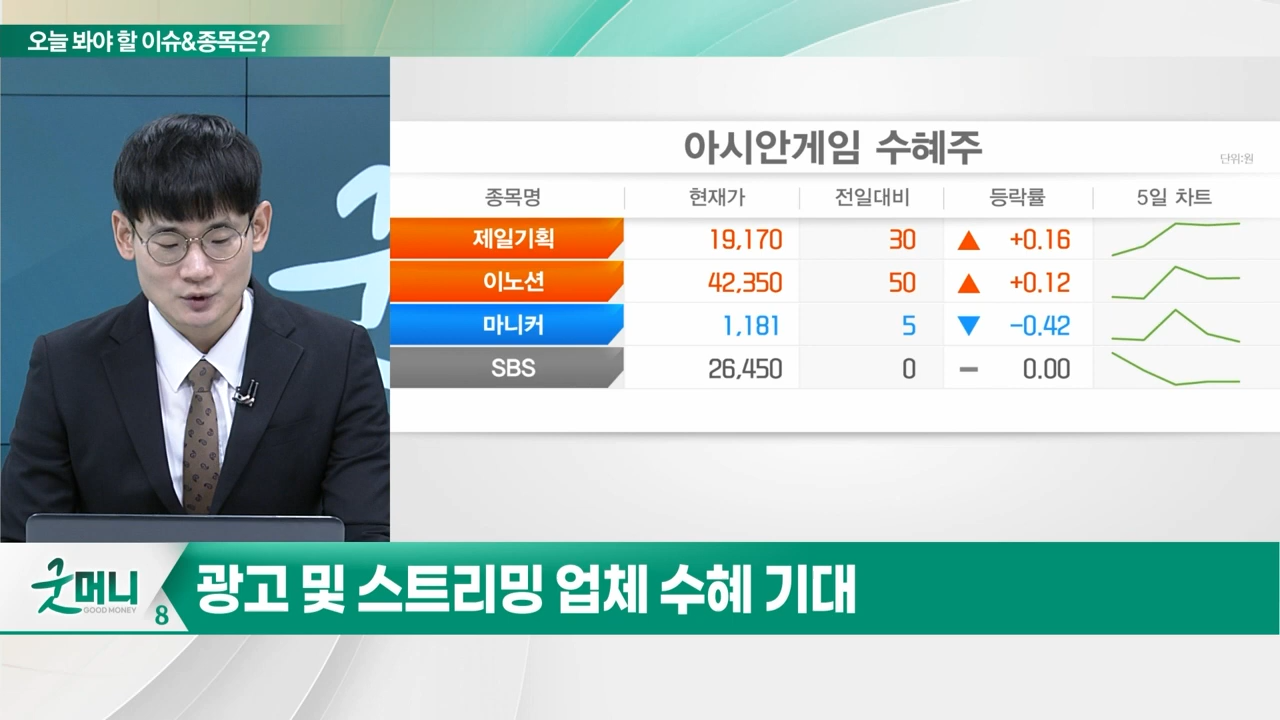 오늘 봐야 할 이슈&종목은?
아시안게임 수혜주
단위:원
종목명 현재가 전일대비 등락률 5일 차트
제일기획 19,170 30 ▲ +0.16
이노션 42,350 50 ▲ +0.12
마니커 1,181 5 ▼ -0.42
SBS 26,450 0 - 0.00
굿머니
GOOD MONEY
8
광고 및 스트리밍 업체 수혜 기대